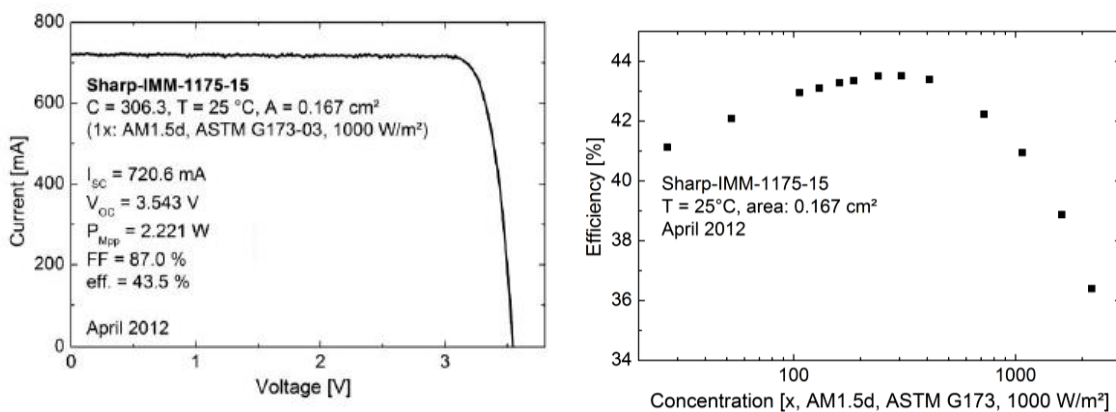 800
600
400
200
0
Current [mA]
Sharp-IMM-1175-15
C = 306.3, T = 25 °C, A = 0.167 cm²
(1x: AM1.5d, ASTM G173-03, 1000 W/m²)
I_SC = 720.6 mA
V_OC = 3.543 V
P_Mpp = 2.221 W
FF = 87.0 %
eff. = 43.5 %
April 2012
0 1 2 3
Voltage [V]
44
42
40
38
36
34
Efficiency [%]
Sharp-IMM-1175-15
T = 25°C, area: 0.167 cm²
April 2012
100 1000
Concentration [x, AM1.5d, ASTM G173, 1000 W/m²]